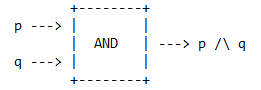 +--------+
p ---> |        |
       |  AND   | ---> p /\ q
q ---> |        |
+--------+